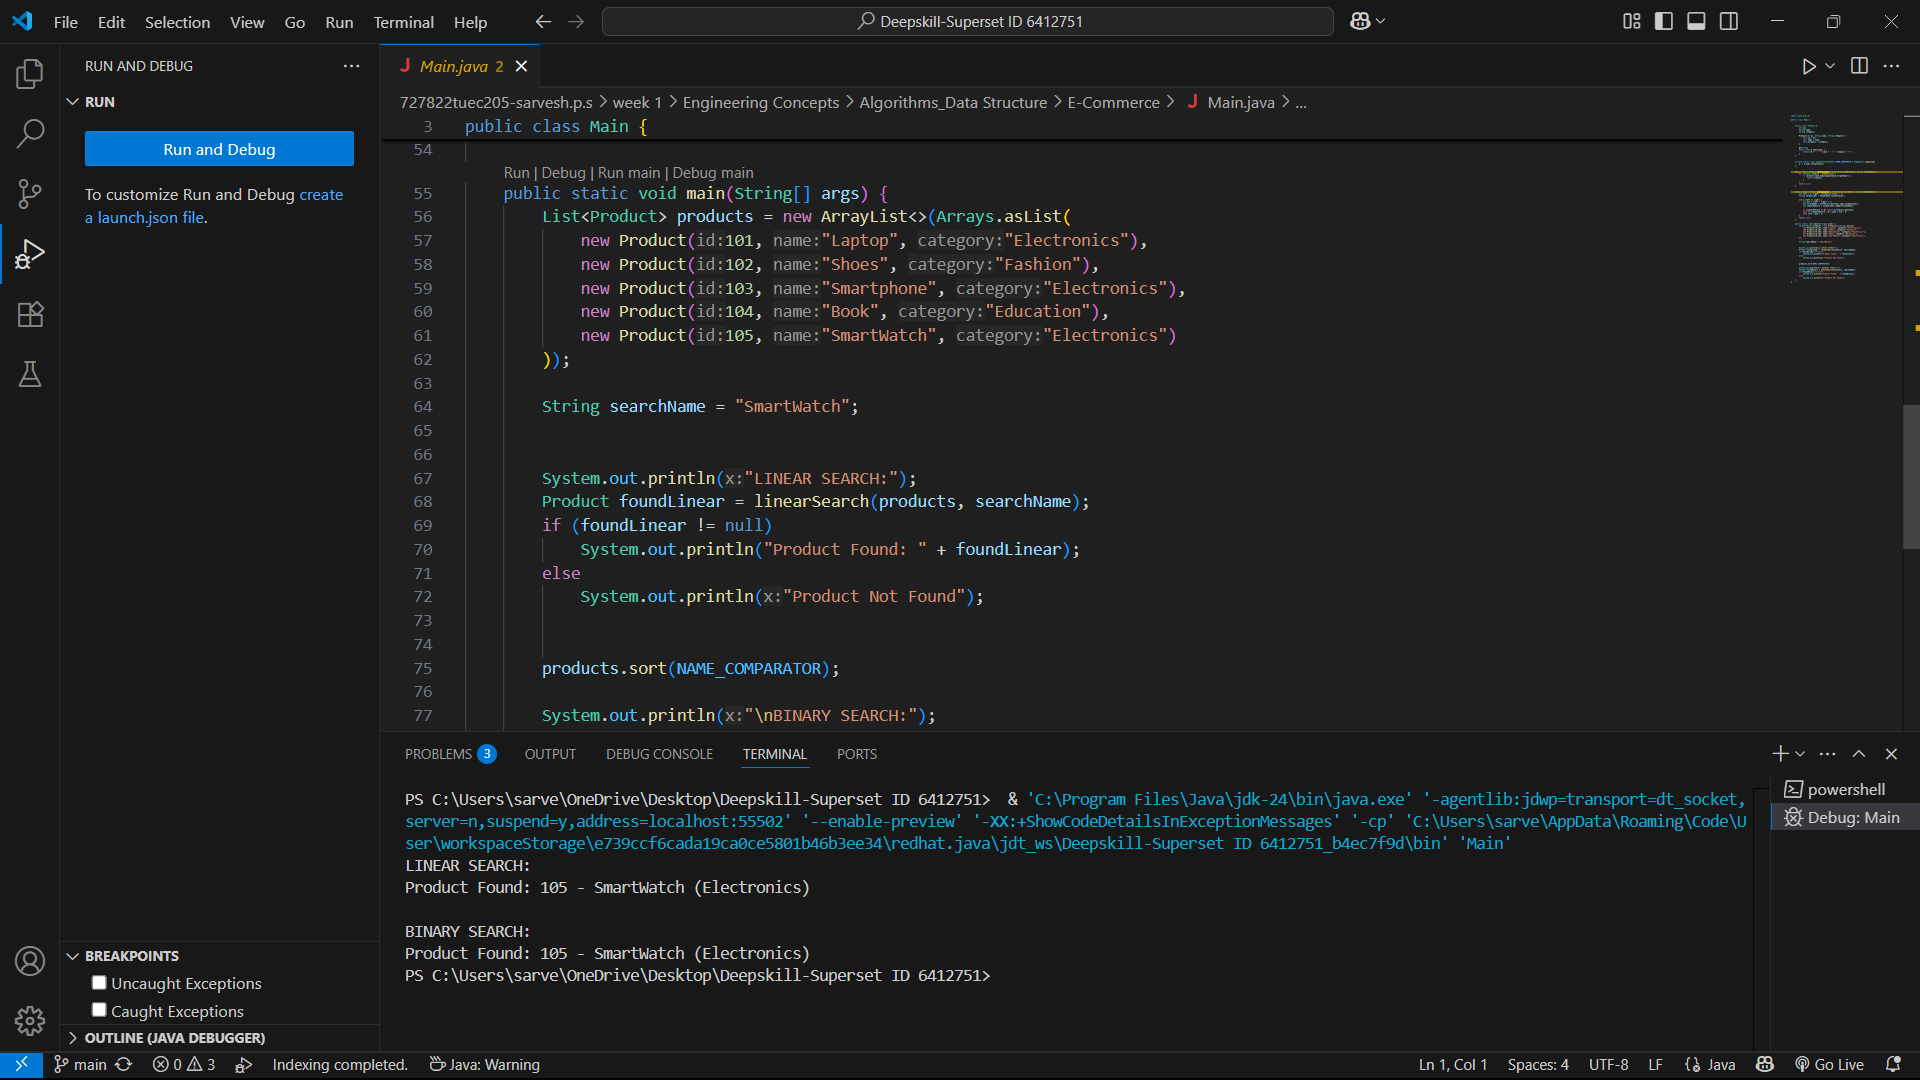 File Edit Selection View Go Run Terminal Help
Deepskill-Superset ID 6412751
RUN AND DEBUG
RUN
Run and Debug
To customize Run and Debug create
a launch.json file.
Main.java 2
727822tuec205-sarvesh.p.s > week 1 > Engineering Concepts > Algorithms_Data Structure > E-Commerce > J Main.java > ...
3 public class Main {
54
Run | Debug | Run main | Debug main
55 public static void main(String[] args) {
56 List<Product> products = new ArrayList<>(Arrays.asList(
57 new Product(id:101, name:"Laptop", category:"Electronics"),
58 new Product(id:102, name:"Shoes", category:"Fashion"),
59 new Product(id:103, name:"Smartphone", category:"Electronics"),
60 new Product(id:104, name:"Book", category:"Education"),
61 new Product(id:105, name:"SmartWatch", category:"Electronics")
62 ));
63
64 String searchName = "SmartWatch";
65
66
67 System.out.println(x:"LINEAR SEARCH:");
68 Product foundLinear = linearSearch(products, searchName);
69 if (foundLinear != null)
70 System.out.println("Product Found: " + foundLinear);
71 else
72 System.out.println(x:"Product Not Found");
73
74
75 products.sort(NAME_COMPARATOR);
76
77 System.out.println(x:"\nBINARY SEARCH:");
PROBLEMS 3 OUTPUT DEBUG CONSOLE TERMINAL PORTS
PS C:\Users\sarve\OneDrive\Desktop\Deepskill-Superset ID 6412751> & 'C:\Program Files\Java\jdk-24\bin\java.exe' '-agentlib:jdwp=transport=dt_socket,
server=n,suspend=y,address=localhost:55502' '--enable-preview' '-XX:+ShowCodeDetailsInExceptionMessages' '-cp' 'C:\Users\sarve\AppData\Roaming\Code\U
ser\workspaceStorage\e739ccf6cada19ca0ce5801b46b3ee34\redhat.java\jdt_ws\Deepskill-Superset ID 6412751_b4ec7f9d\bin' 'Main'
LINEAR SEARCH:
Product Found: 105 - SmartWatch (Electronics)
BINARY SEARCH:
Product Found: 105 - SmartWatch (Electronics)
PS C:\Users\sarve\OneDrive\Desktop\Deepskill-Superset ID 6412751>
powershell
Debug: Main
BREAKPOINTS
Uncaught Exceptions
Caught Exceptions
OUTLINE (JAVA DEBUGGER)
main 0 3 Indexing completed. Java: Warning Ln 1, Col 1 Spaces: 4 UTF-8 LF {} Java Go Live